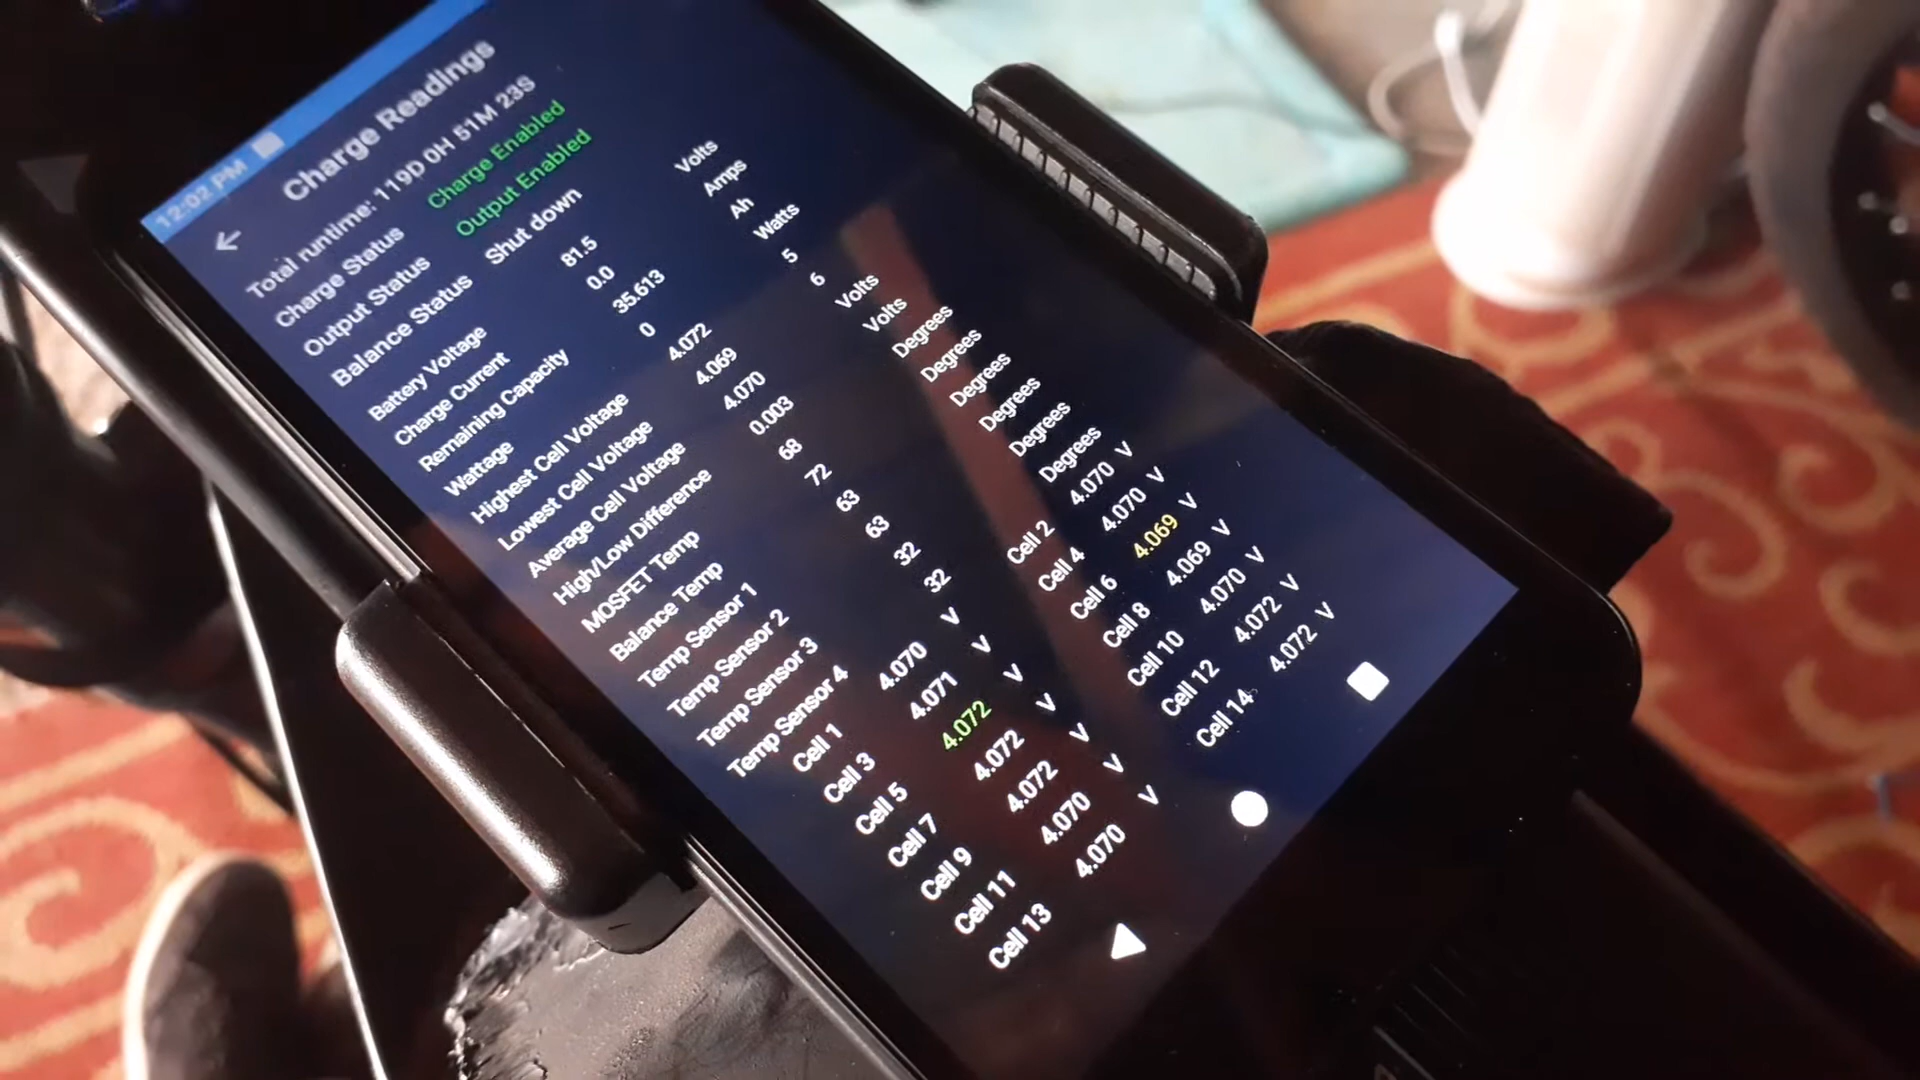 12:02 PM
← Charge Readings
Total runtime: 119D 0H 51M 23S
Charge Status Charge Enabled
Output Status Output Enabled
Balance Status Shut down
Battery Voltage 81.5 Volts
Charge Current 0.0 Amps
Remaining Capacity 35.613 Ah
Wattage 0 Watts
Highest Cell Voltage 4.072 5
Lowest Cell Voltage 4.069 6
Average Cell Voltage 4.070 Volts
High/Low Difference 0.003 Volts
MOSFET Temp 68 Degrees
Balance Temp 72 Degrees
Temp Sensor 1 63 Degrees
Temp Sensor 2 63 Degrees
Temp Sensor 3 32 Degrees
Temp Sensor 4 32 Degrees
Cell 1 4.070 V Cell 2 4.070 V
Cell 3 4.071 V Cell 4 4.070 V
Cell 5 4.072 V Cell 6 4.069 V
Cell 7 4.072 V Cell 8 4.069 V
Cell 9 4.072 V Cell 10 4.070 V
Cell 11 4.070 V Cell 12 4.072 V
Cell 13 4.070 V Cell 14 4.072 V